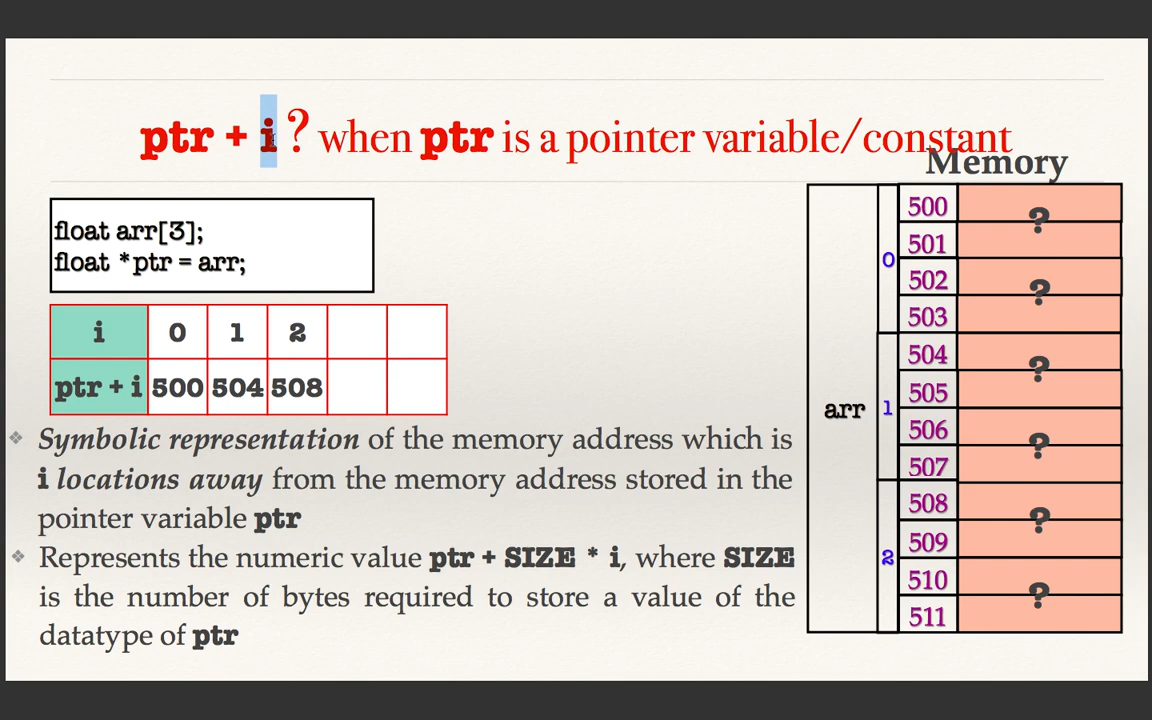 ptr + i ? when ptr is a pointer variable/constant
Memory
float arr[3];
float *ptr = arr;
i 0 1 2
ptr + i 500 504 508
❖ Symbolic representation of the memory address which is
i locations away from the memory address stored in the
pointer variable ptr
❖ Represents the numeric value ptr + SIZE * i, where SIZE
is the number of bytes required to store a value of the
datatype of ptr
arr
0
1
2
500
501
502
503
504
505
506
507
508
509
510
511
?
?
?
?
?
?